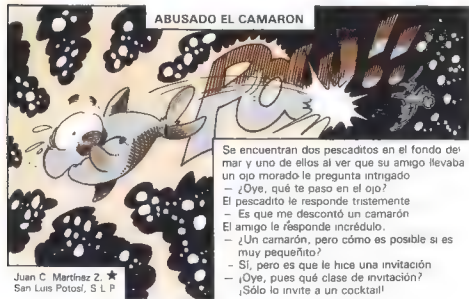 ABUSADO EL CAMARON
POW!!
Se encuentran dos pescaditos en el fondo del
mar y uno de ellos al ver que su amigo llevaba
un ojo morado le pregunta intrigado
— ¿Oye, qué te paso en el ojo?
El pescadito le responde tristemente
— Es que me descontó un camarón
El amigo le responde incrédulo.
— ¿Un camarón, pero cómo es posible si es
muy pequeñito?
— Sí, pero es que le hice una invitación
— ¡Oye, pues qué clase de invitación?
¡Sólo lo invite a un cocktail!
Juan C Martínez Z. ★
San Luis Potosí, S L P